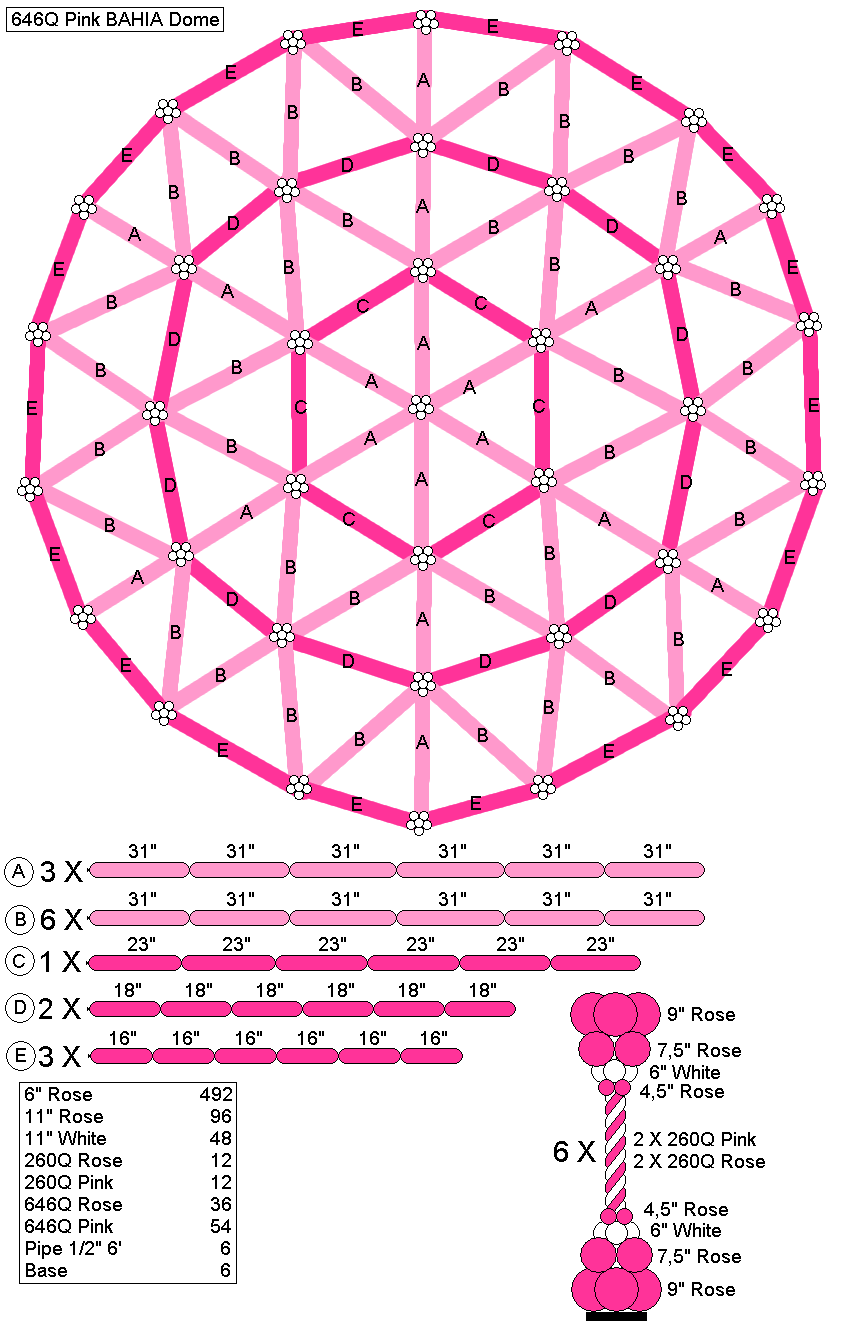 646Q Pink BAHIA Dome
E E
E B A B E
B B
E B D D B E
B A B
A D B B D A
E B B E
B A C C A B
D A D
B B A A B B
E C C E
B B A A B B
D A D
B A C C A B
E B B E
A D B B D A
B A B
E B D D B E
B B
E B A B E
E E
31" 31" 31" 31" 31" 31"
A 3 X
31" 31" 31" 31" 31" 31"
B 6 X
23" 23" 23" 23" 23" 23"
C 1 X
18" 18" 18" 18" 18" 18"
D 2 X
16" 16" 16" 16" 16" 16"
E 3 X
6" Rose 492
11" Rose 96
11" White 48
260Q Rose 12
260Q Pink 12
646Q Rose 36
646Q Pink 54
Pipe 1/2" 6' 6
Base 6
9" Rose
7,5" Rose
6" White
4,5" Rose
6 X
2 X 260Q Pink
2 X 260Q Rose
4,5" Rose
6" White
7,5" Rose
9" Rose